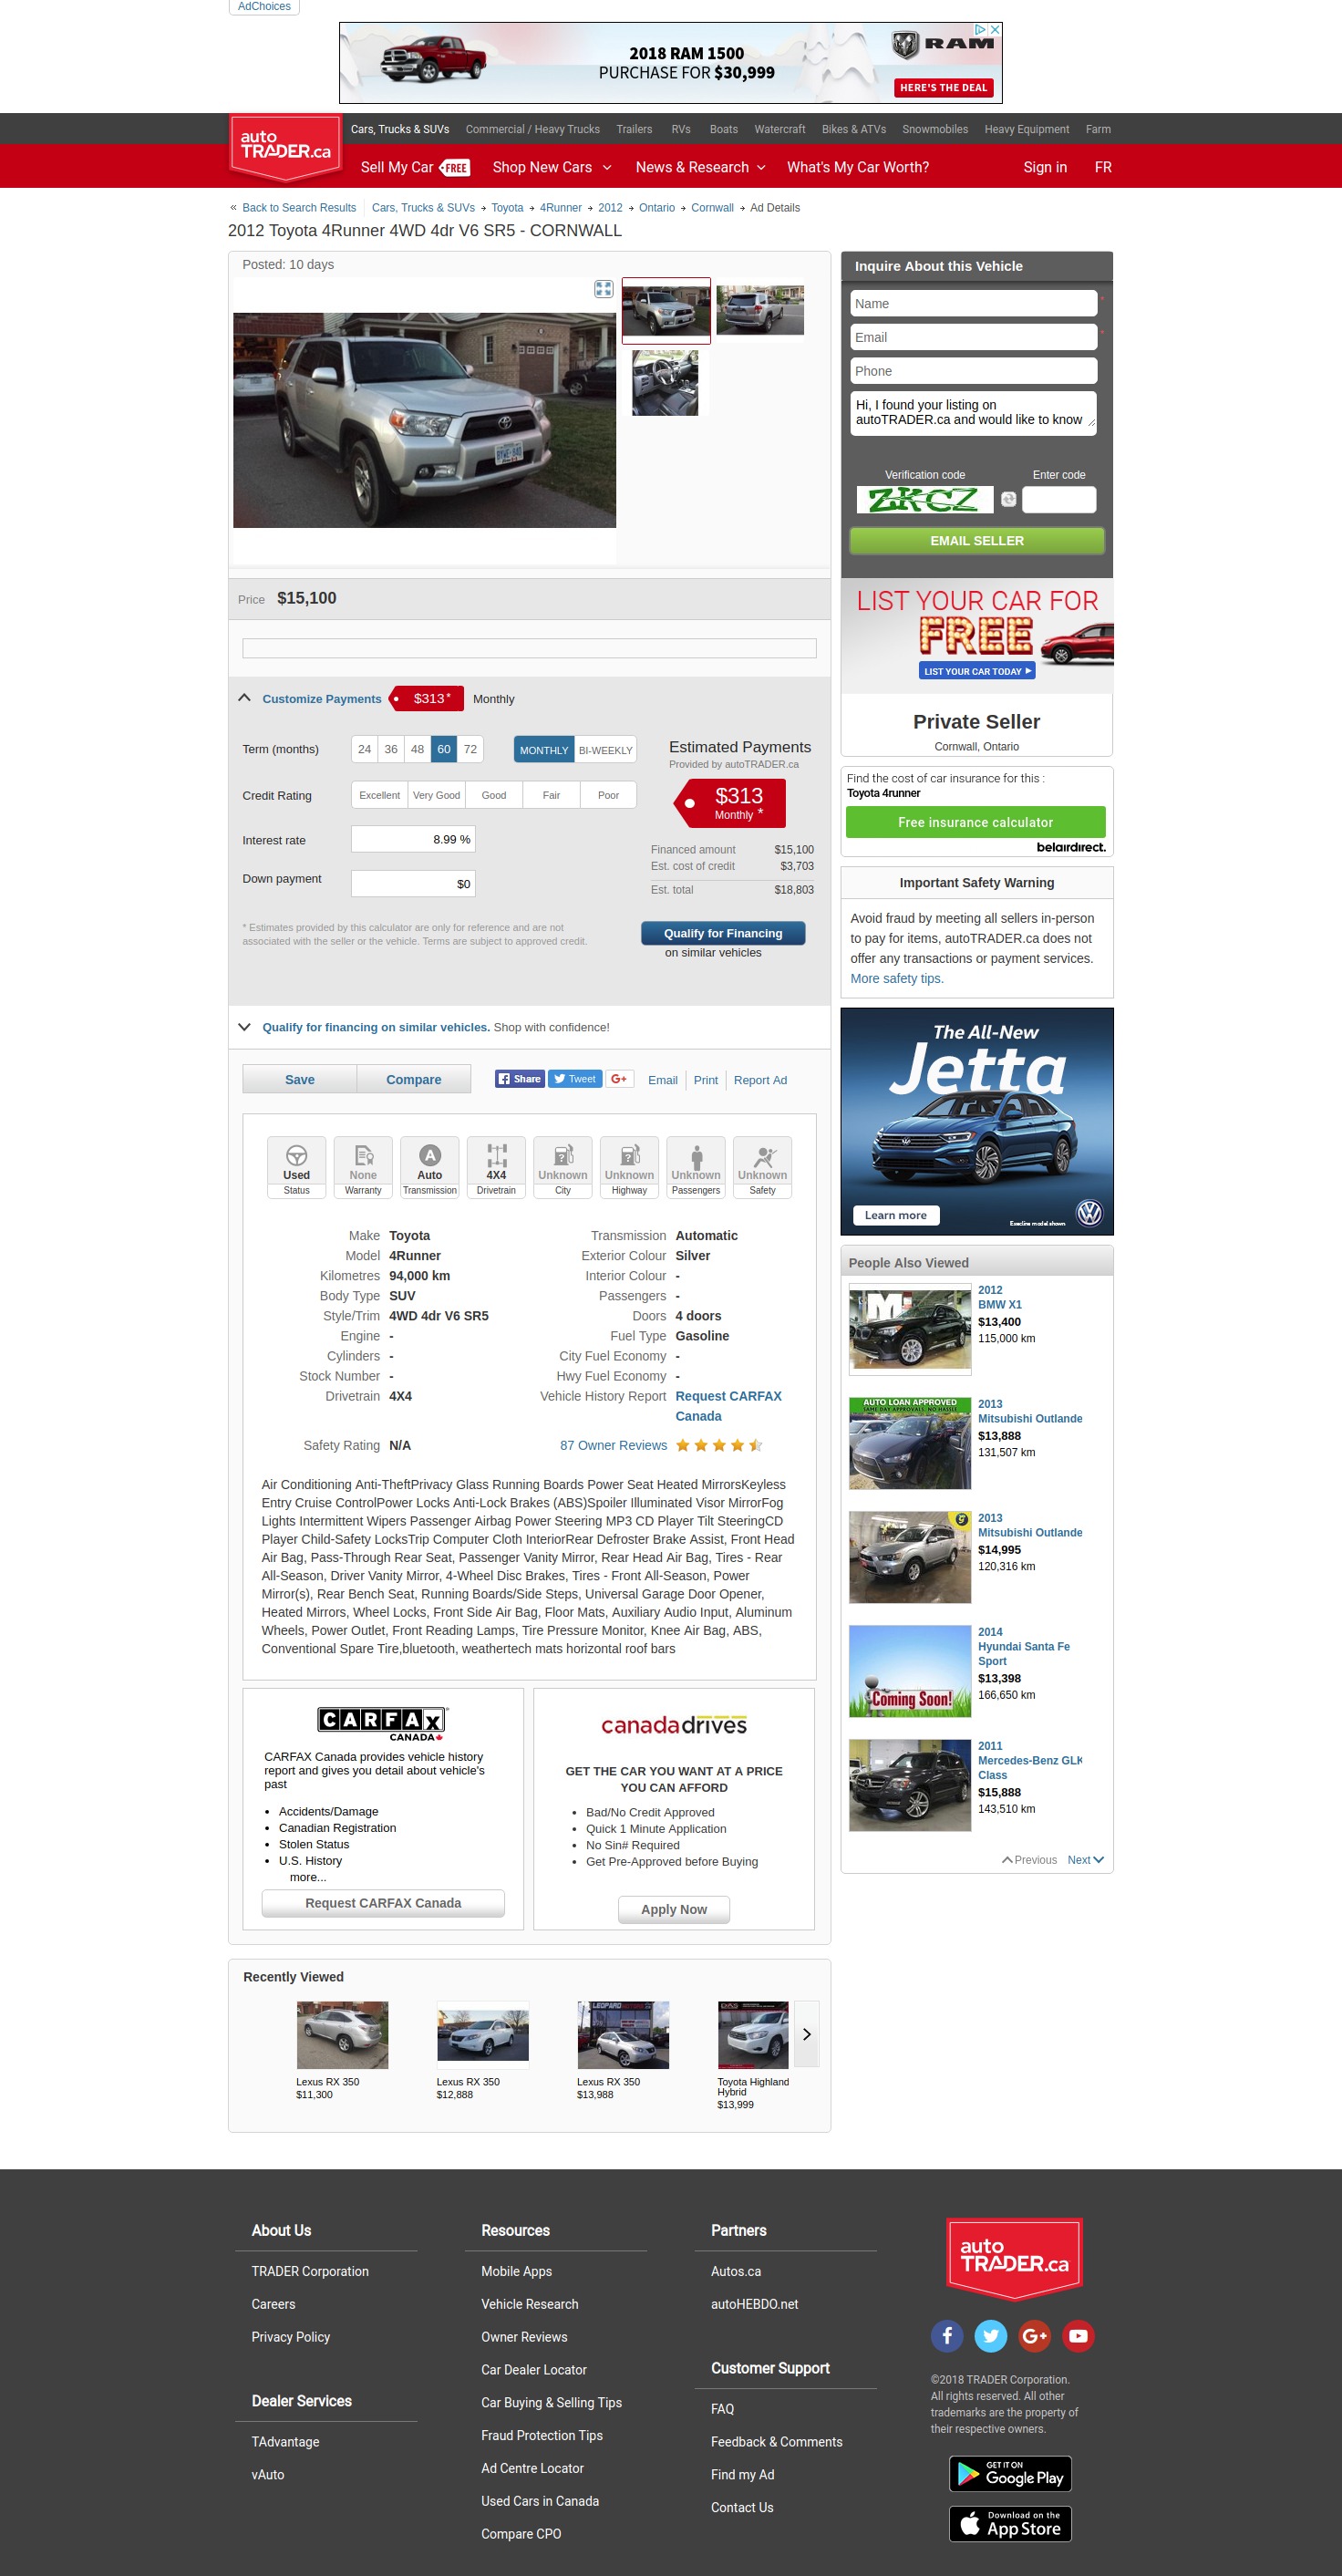 AdChoices
2018 RAM 1500
PURCHASE FOR $30,999
RAM
HERE'S THE DEAL
auto
TRADER.ca
Cars, Trucks & SUVs Commercial / Heavy Trucks Trailers RVs Boats Watercraft Bikes & ATVs Snowmobiles Heavy Equipment Farm
Sell My Car FREE Shop New Cars News & Research What's My Car Worth? Sign in FR
« Back to Search Results Cars, Trucks & SUVs → Toyota → 4Runner → 2012 → Ontario → Cornwall → Ad Details
2012 Toyota 4Runner 4WD 4dr V6 SR5 - CORNWALL
Posted: 10 days
Price $15,100
Customize Payments $313 * Monthly
Term (months) 24 36 48 60 72 MONTHLY BI-WEEKLY
Credit Rating Excellent Very Good Good Fair Poor
Interest rate 8.99 %
Down payment $0
Estimated Payments
Provided by autoTRADER.ca
$313
Monthly *
Financed amount $15,100
Est. cost of credit $3,703
Est. total $18,803
* Estimates provided by this calculator are only for reference and are not
associated with the seller or the vehicle. Terms are subject to approved credit.
Qualify for Financing
on similar vehicles
Qualify for financing on similar vehicles. Shop with confidence!
Save Compare Share Tweet G+ Email Print Report Ad
Used None Auto 4X4 Unknown Unknown Unknown Unknown
Status Warranty Transmission Drivetrain City Highway Passengers Safety
Make Toyota Transmission Automatic
Model 4Runner Exterior Colour Silver
Kilometres 94,000 km Interior Colour -
Body Type SUV Passengers -
Style/Trim 4WD 4dr V6 SR5 Doors 4 doors
Engine - Fuel Type Gasoline
Cylinders - City Fuel Economy -
Stock Number - Hwy Fuel Economy -
Drivetrain 4X4 Vehicle History Report Request CARFAX
Canada
Safety Rating N/A 87 Owner Reviews
Air Conditioning Anti-TheftPrivacy Glass Running Boards Power Seat Heated MirrorsKeyless
Entry Cruise ControlPower Locks Anti-Lock Brakes (ABS)Spoiler Illuminated Visor MirrorFog
Lights Intermittent Wipers Passenger Airbag Power Steering MP3 CD Player Tilt SteeringCD
Player Child-Safety LocksTrip Computer Cloth InteriorRear Defroster Brake Assist, Front Head
Air Bag, Pass-Through Rear Seat, Passenger Vanity Mirror, Rear Head Air Bag, Tires - Rear
All-Season, Driver Vanity Mirror, 4-Wheel Disc Brakes, Tires - Front All-Season, Power
Mirror(s), Rear Bench Seat, Running Boards/Side Steps, Universal Garage Door Opener,
Heated Mirrors, Wheel Locks, Front Side Air Bag, Floor Mats, Auxiliary Audio Input, Aluminum
Wheels, Power Outlet, Front Reading Lamps, Tire Pressure Monitor, Knee Air Bag, ABS,
Conventional Spare Tire,bluetooth, weathertech mats horizontal roof bars
CARFAX
CANADA
CARFAX Canada provides vehicle history
report and gives you detail about vehicle's
past
Accidents/Damage
Canadian Registration
Stolen Status
U.S. History
more...
Request CARFAX Canada
canadadrives
GET THE CAR YOU WANT AT A PRICE
YOU CAN AFFORD
Bad/No Credit Approved
Quick 1 Minute Application
No Sin# Required
Get Pre-Approved before Buying
Apply Now
Inquire About this Vehicle
Name *
Email *
Phone
Hi, I found your listing on
autoTRADER.ca and would like to know
Verification code Enter code
ZKCZ
EMAIL SELLER
LIST YOUR CAR FOR
FREE
LIST YOUR CAR TODAY
Private Seller
Cornwall, Ontario
Find the cost of car insurance for this :
Toyota 4runner
Free insurance calculator
belairdirect.
Important Safety Warning
Avoid fraud by meeting all sellers in-person
to pay for items, autoTRADER.ca does not
offer any transactions or payment services.
More safety tips.
The All-New
Jetta
Learn more
Execline model shown
People Also Viewed
2012
BMW X1
$13,400
115,000 km
AUTO LOAN APPROVED
SAME DAY APPROVALS, NO HASSLE
2013
Mitsubishi Outlande
$13,888
131,507 km
2013
Mitsubishi Outlande
$14,995
120,316 km
Coming Soon!
2014
Hyundai Santa Fe
Sport
$13,398
166,650 km
2011
Mercedes-Benz GLK
Class
$15,888
143,510 km
Previous Next
Recently Viewed
LEOPARD
Lexus RX 350
$11,300
Lexus RX 350
$12,888
Lexus RX 350
$13,988
Toyota Highland
Hybrid
$13,999
About Us
TRADER Corporation
Careers
Privacy Policy
Dealer Services
TAdvantage
vAuto
Resources
Mobile Apps
Vehicle Research
Owner Reviews
Car Dealer Locator
Car Buying & Selling Tips
Fraud Protection Tips
Ad Centre Locator
Used Cars in Canada
Compare CPO
Partners
Autos.ca
autoHEBDO.net
Customer Support
FAQ
Feedback & Comments
Find my Ad
Contact Us
auto
TRADER.ca
©2018 TRADER Corporation.
All rights reserved. All other
trademarks are the property of
their respective owners.
GET IT ON
Google Play
Download on the
App Store